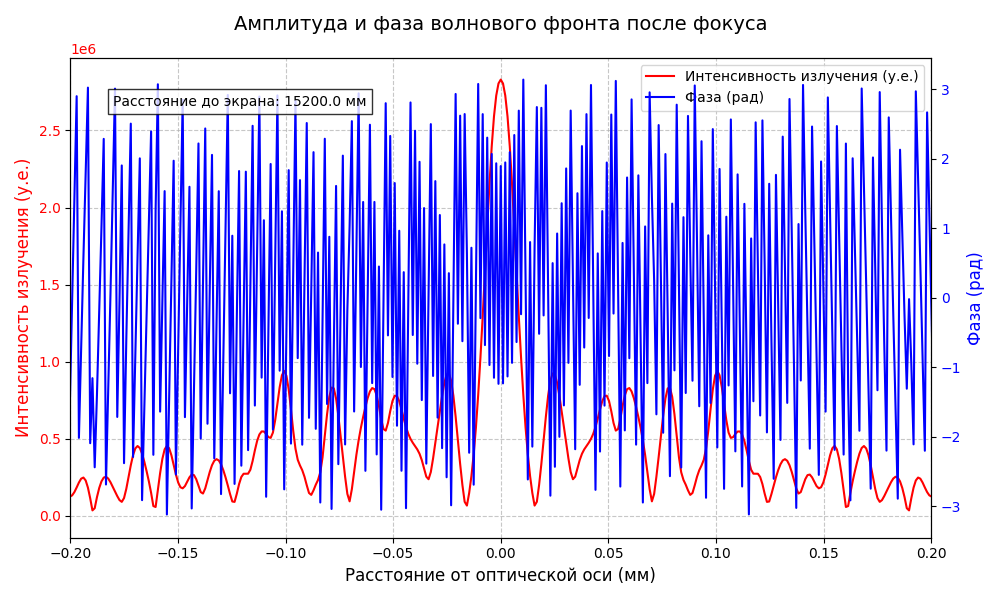 Амплитуда и фаза волнового фронта после фокуса
1e6
Интенсивность излучения (у.е.)
Фаза (рад)
Расстояние до экрана: 15200.0 мм
2.5
2.0
1.5
1.0
0.5
0.0
Интенсивность излучения (у.е.)
3
2
1
0
−1
−2
−3
Фаза (рад)
−0.20 −0.15 −0.10 −0.05 0.00 0.05 0.10 0.15 0.20
Расстояние от оптической оси (мм)